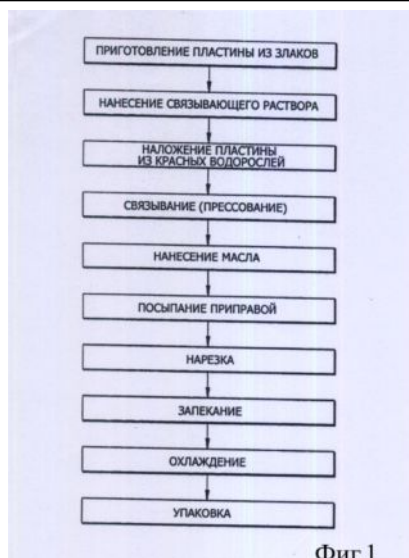 ПРИГОТОВЛЕНИЕ ПЛАСТИНЫ ИЗ ЗЛАКОВ
НАНЕСЕНИЕ СВЯЗЫВАЮЩЕГО РАСТВОРА
НАЛОЖЕНИЕ ПЛАСТИНЫ
ИЗ КРАСНЫХ ВОДОРОСЛЕЙ
СВЯЗЫВАНИЕ (ПРЕССОВАНИЕ)
НАНЕСЕНИЕ МАСЛА
ПОСЫПАНИЕ ПРИПРАВОЙ
НАРЕЗКА
ЗАПЕКАНИЕ
ОХЛАЖДЕНИЕ
УПАКОВКА
Фиг.1